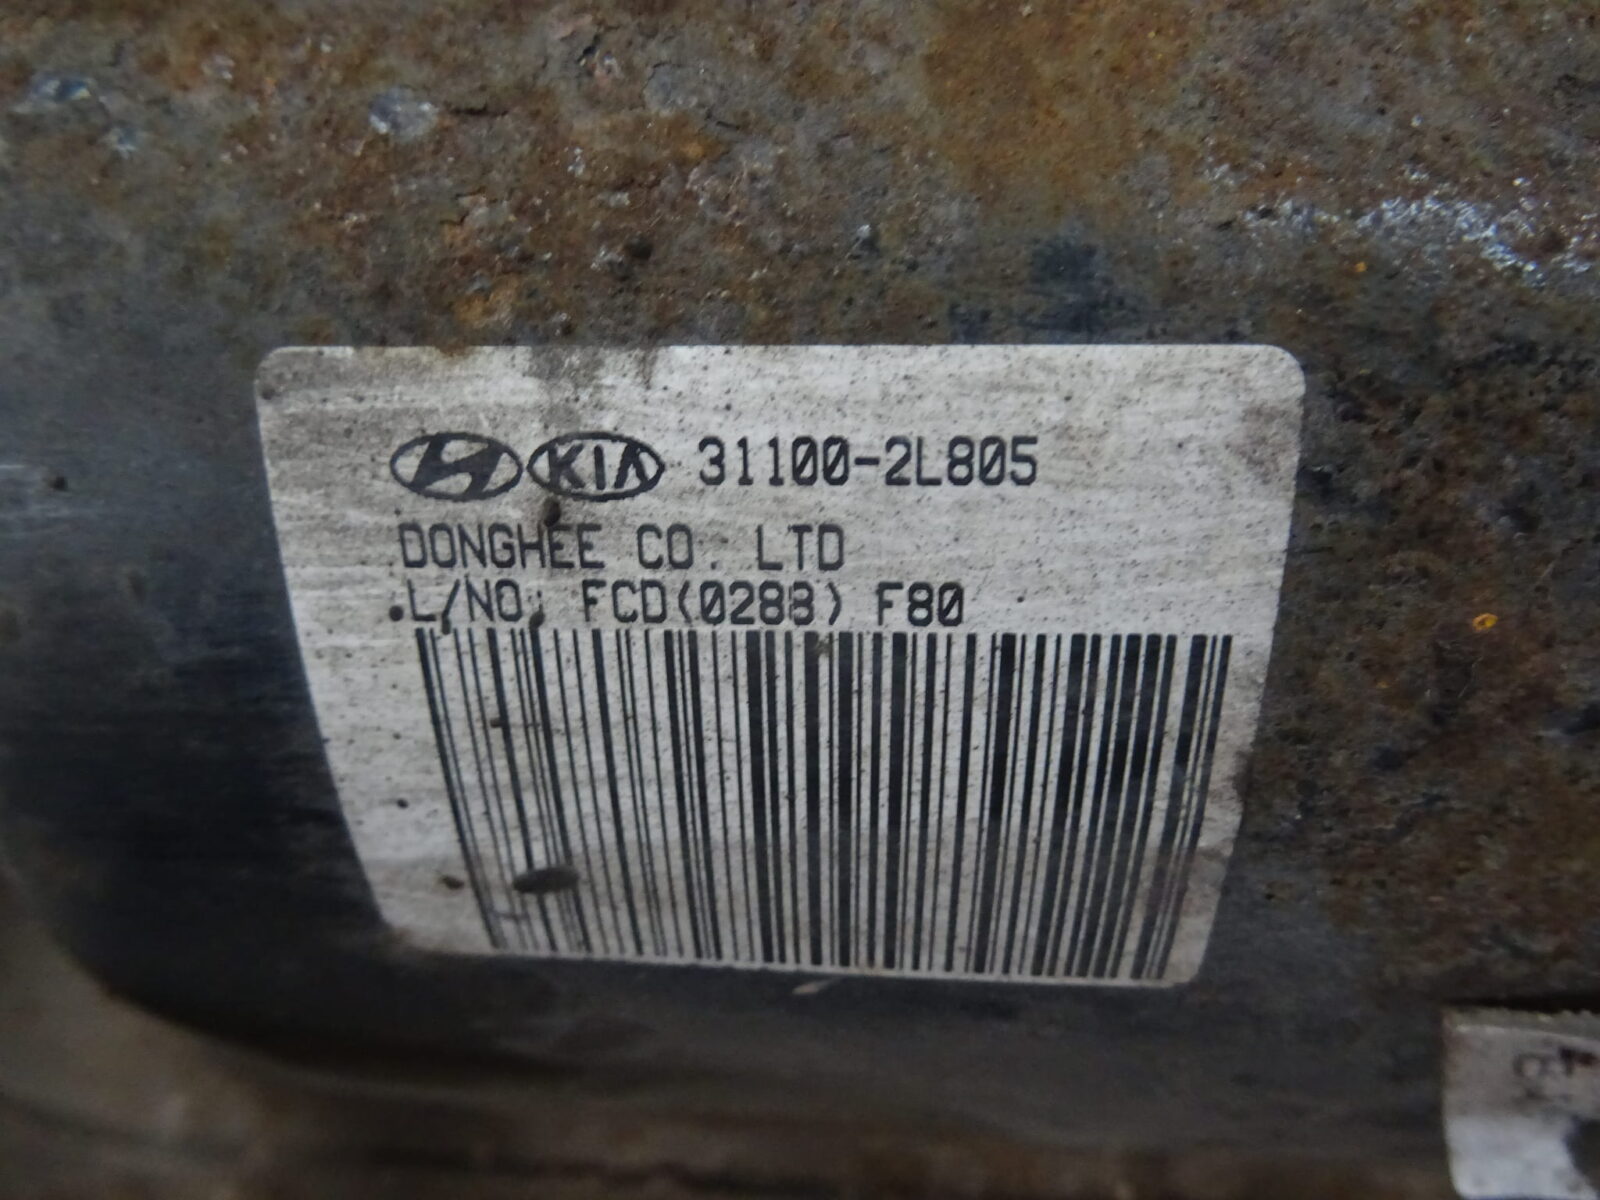 KIA 31100-2L805
DONGHEE CO. LTD
L/NO: FCD(0288) F80